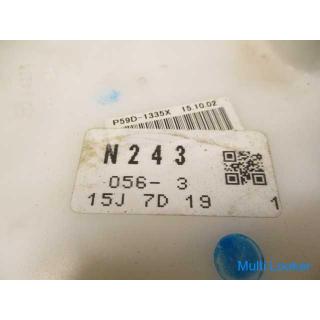 P59D-1335X 15.10.02
N243
056- 3
15J 7D 19 1
Multi Looker